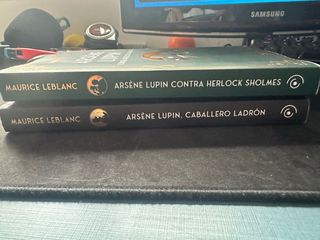 SAMSUNG
MAURICE LEBLANC ARSÈNE LUPIN CONTRA HERLOCK SHOLMES
MAURICE LEBLANC ARSÈNE LUPIN, CABALLERO LADRÓN